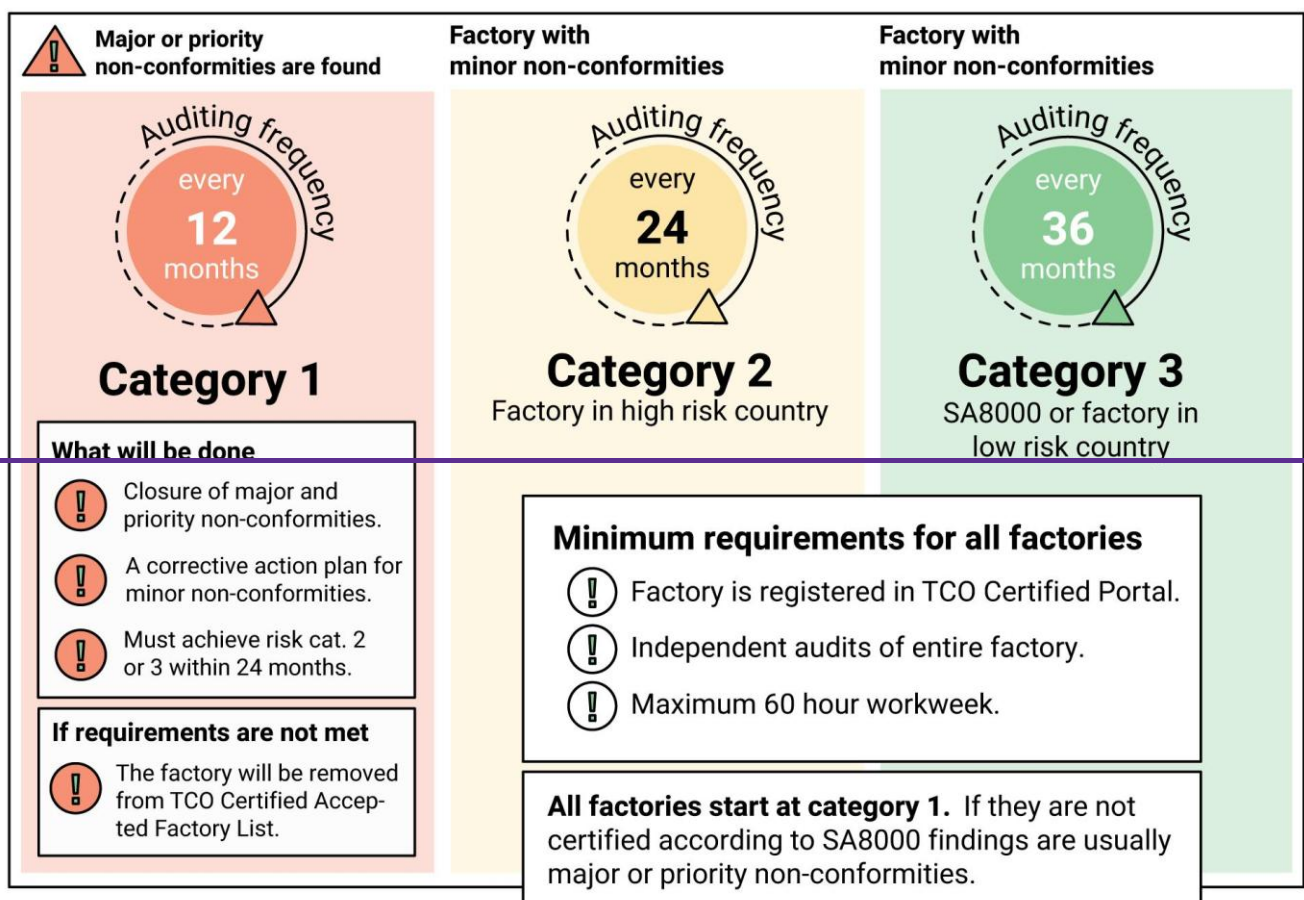 Major or priority
non-conformities are found
Auditing frequency
every
12
months
Category 1
What will be done
Closure of major and
priority non-conformities.
A corrective action plan for
minor non-conformities.
Must achieve risk cat. 2
or 3 within 24 months.
If requirements are not met
The factory will be removed
from TCO Certified Accep-
ted Factory List.
Factory with
minor non-conformities
Auditing frequency
every
24
months
Category 2
Factory in high risk country
Factory with
minor non-conformities
Auditing frequency
every
36
months
Category 3
SA8000 or factory in
low risk country
Minimum requirements for all factories
Factory is registered in TCO Certified Portal.
Independent audits of entire factory.
Maximum 60 hour workweek.
All factories start at category 1. If they are not
certified according to SA8000 findings are usually
major or priority non-conformities.